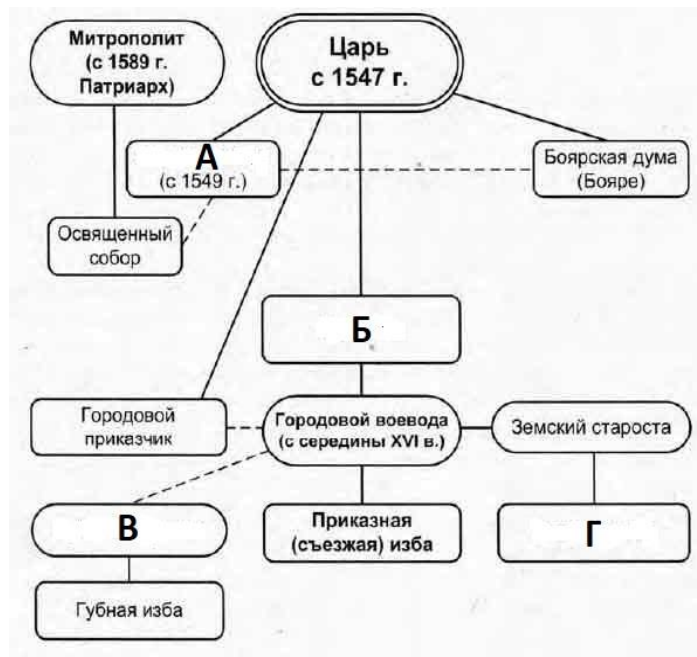 Митрополит
(с 1589 г.
Патриарх)
Царь
с 1547 г.
А
(с 1549 г.)
Боярская дума
(Бояре)
Освященный
собор
Б
Городовой
приказчик
Городовой воевода
(с середины XVI в.)
Земский староста
В
Приказная
(съезжая) изба
Г
Губная изба